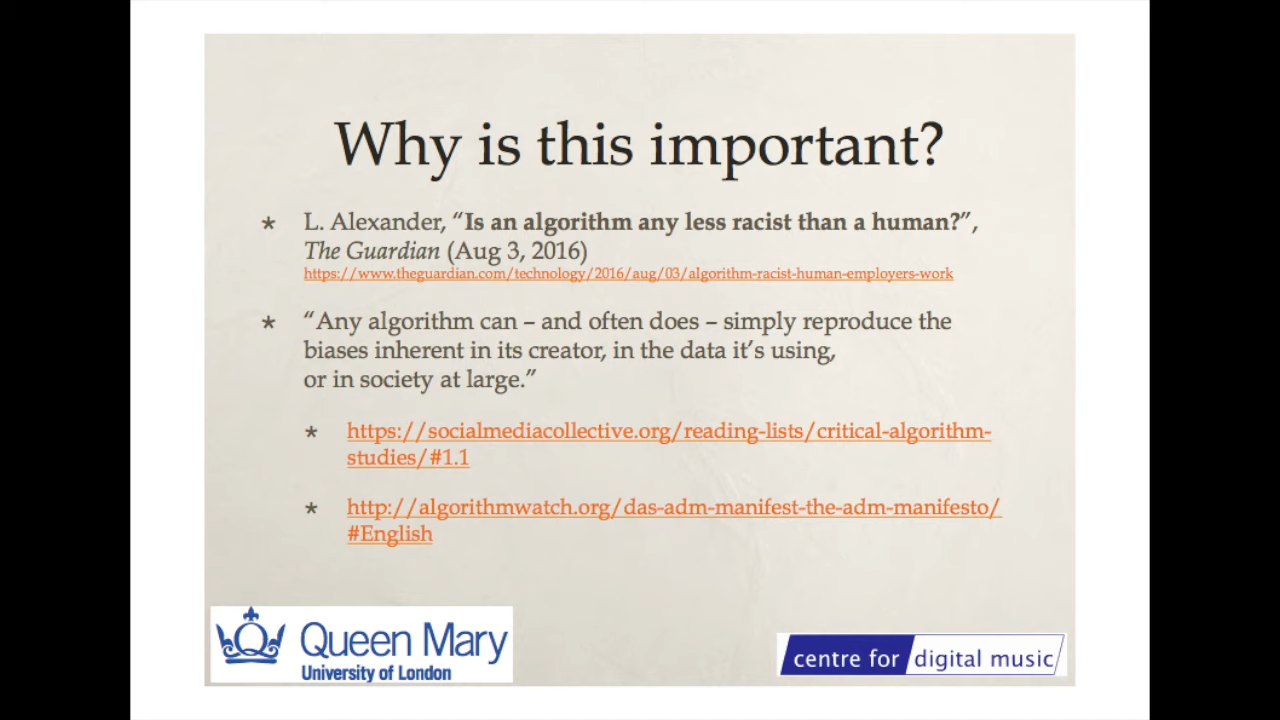 Why is this important?
* L. Alexander, “Is an algorithm any less racist than a human?”,
The Guardian (Aug 3, 2016)
https://www.theguardian.com/technology/2016/aug/03/algorithm-racist-human-employers-work
* “Any algorithm can – and often does – simply reproduce the
biases inherent in its creator, in the data it’s using,
or in society at large.”
* https://socialmediacollective.org/reading-lists/critical-algorithm-
studies/#1.1
* http://algorithmwatch.org/das-adm-manifest-the-adm-manifesto/
#English
Queen Mary
University of London
centre for digital music